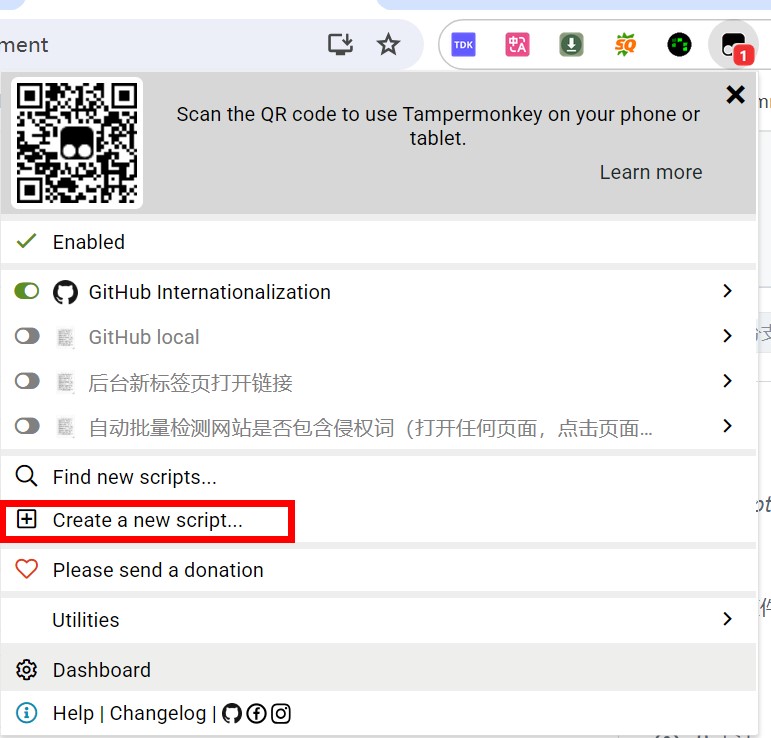 ment
TDK
中A
SQ
1
Scan the QR code to use Tampermonkey on your phone or
tablet.
Learn more
Enabled
GitHub Internationalization
GitHub local
后台新标签页打开链接
自动批量检测网站是否包含侵权词（打开任何页面，点击页面...
Find new scripts...
Create a new script...
Please send a donation
Utilities
Dashboard
Help | Changelog |